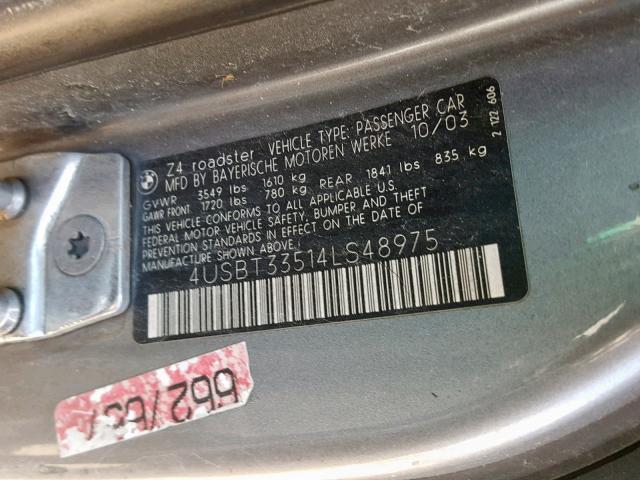 BMW
Z4 roadster VEHICLE TYPE: PASSENGER CAR
MFD BY BAYERISCHE MOTOREN WERKE 10/03
GVWR 3549 lbs 1610 kg
GAWR FRONT 1720 lbs 780 kg REAR 1841 lbs 835 kg
THIS VEHICLE CONFORMS TO ALL APPLICABLE U.S.
FEDERAL MOTOR VEHICLE SAFETY, BUMPER AND THEFT
PREVENTION STANDARDS IN EFFECT ON THE DATE OF
MANUFACTURE SHOWN ABOVE.
4USBT33514LS48975
2 122 606